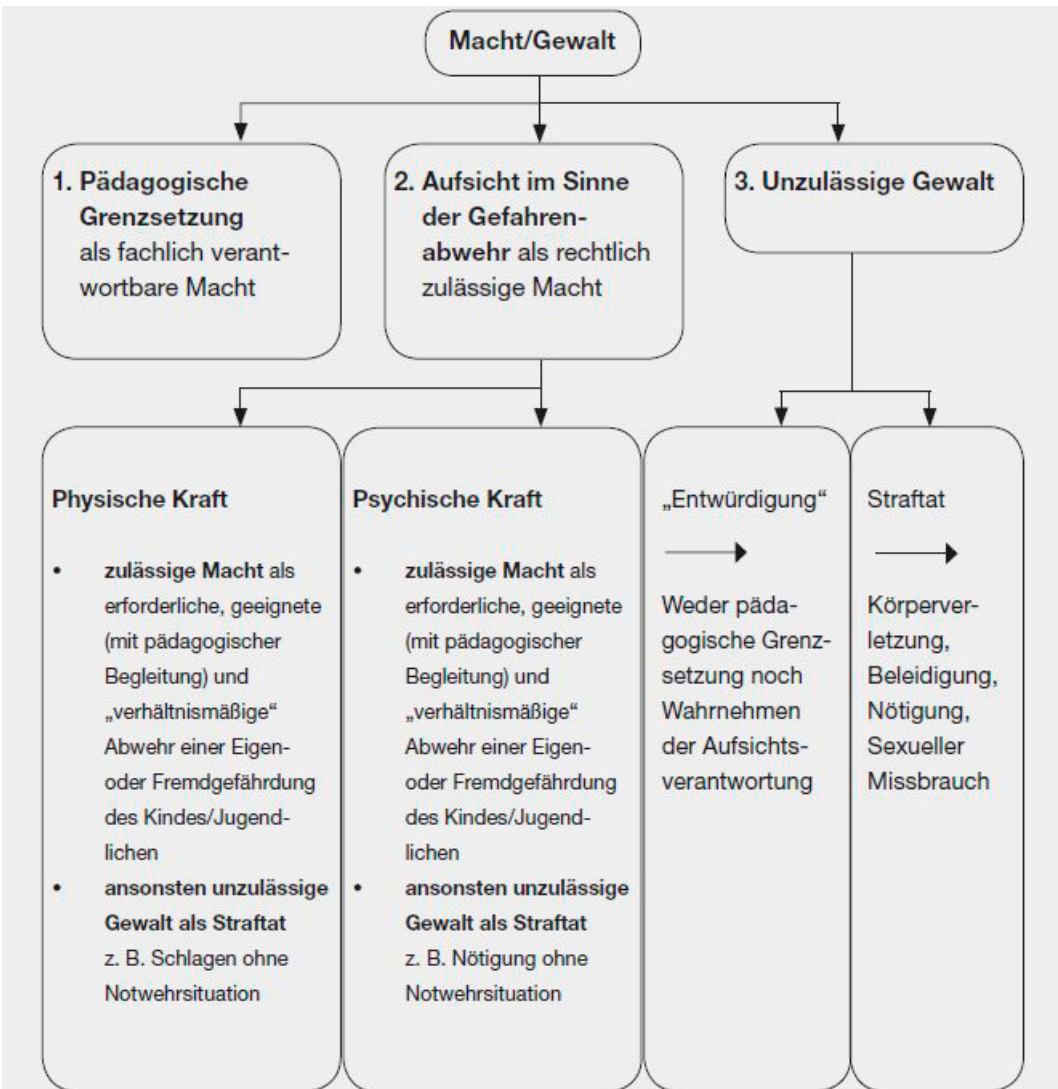 Macht/Gewalt
1. Pädagogische
Grenzsetzung
als fachlich verant-
wortbare Macht
2. Aufsicht im Sinne
der Gefahren-
abwehr als rechtlich
zulässige Macht
3. Unzulässige Gewalt
Physische Kraft
• zulässige Macht als
erforderliche, geeignete
(mit pädagogischer
Begleitung) und
„verhältnismäßige“
Abwehr einer Eigen-
oder Fremdgefährdung
des Kindes/Jugend-
lichen
• ansonsten unzulässige
Gewalt als Straftat
z. B. Schlagen ohne
Notwehrsituation
Psychische Kraft
• zulässige Macht als
erforderliche, geeignete
(mit pädagogischer
Begleitung) und
„verhältnismäßige“
Abwehr einer Eigen-
oder Fremdgefährdung
des Kindes/Jugend-
lichen
• ansonsten unzulässige
Gewalt als Straftat
z. B. Nötigung ohne
Notwehrsituation
„Entwürdigung“
Weder päda-
gogische Grenz-
setzung noch
Wahrnehmen
der Aufsichts-
verantwortung
Straftat
Körperver-
letzung,
Beleidigung,
Nötigung,
Sexueller
Missbrauch